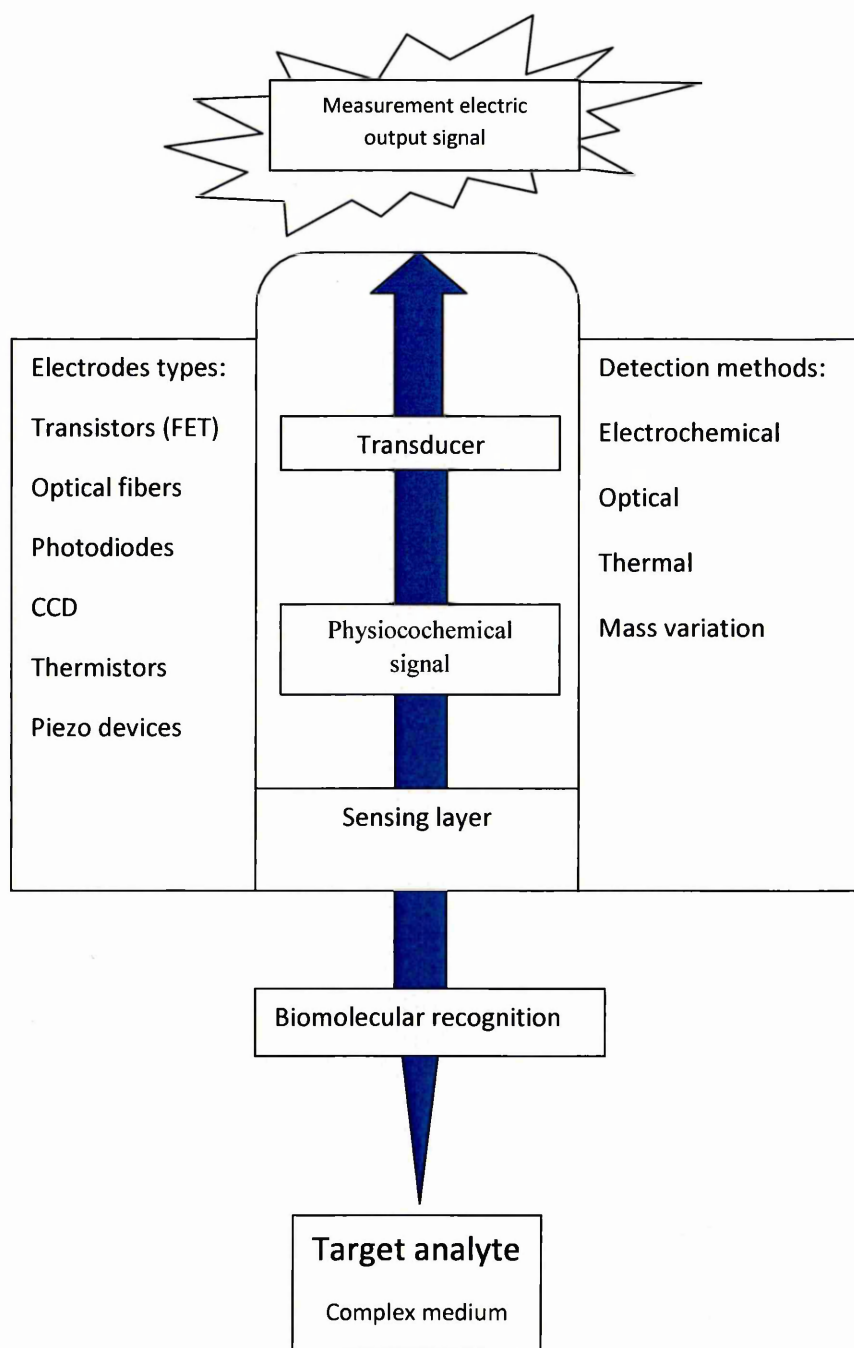 Measurement electric
output signal
Electrodes types:
Transistors (FET)
Optical fibers
Photodiodes
CCD
Thermistors
Piezo devices
Transducer
Physiocochemical
signal
Sensing layer
Detection methods:
Electrochemical
Optical
Thermal
Mass variation
Biomolecular recognition
Target analyte
Complex medium